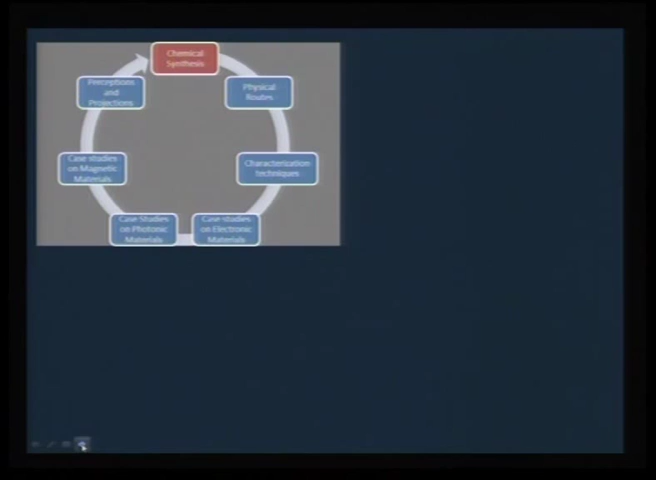 Chemical
Synthesis
Physical
Routes
Characterization
techniques
Case studies
on Electronic
Materials
Case Studies
on Photonic
Materials
Case studies
on Magnetic
Materials
Perceptions
and
Projections